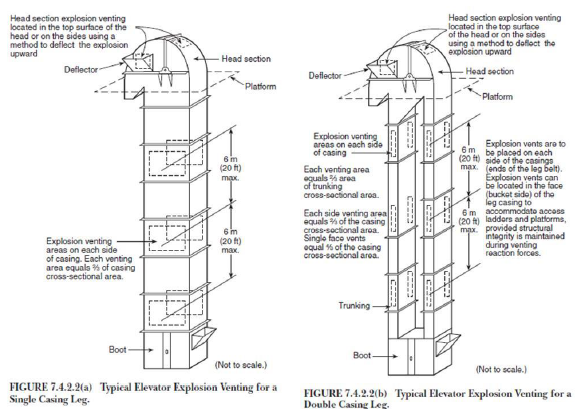 Head section explosion venting
located in the top surface of the
head or on the sides using a
method to deflect the explosion
upward
Deflector
Head section
Platform
6 m
(20 ft)
max.
6 m
(20 ft)
max.
Explosion venting
areas on each side
of casing. Each venting
area equals ⅔ of casing
cross-sectional area.
Boot
(Not to scale.)
FIGURE 7.4.2.2(a) Typical Elevator Explosion Venting for a
Single Casing Leg.
Head section explosion venting
located in the top surface
of the head or on the sides
using a method to deflect the
explosion upward
Deflector
Head section
Platform
Explosion venting
areas on each side
of casing
Each venting area
equals ⅔ area
of trunking
cross-sectional area.
Each side venting area
equals ⅔ of the casing
cross-sectional area.
Single face vents
equal ⁴⁄₃ of the casing
cross-sectional area.
6 m
(20 ft)
max.
6 m
(20 ft)
max.
Explosion vents are to
be placed on each
side of the casings
(ends of the leg belt).
Explosion vents can
be located in the face
(bucket side) of the
leg casing to
accommodate access
ladders and platforms,
provided structural
integrity is maintained
during venting
reaction forces.
Trunking
Boot
(Not to scale.)
FIGURE 7.4.2.2(b) Typical Elevator Explosion Venting for a
Double Casing Leg.